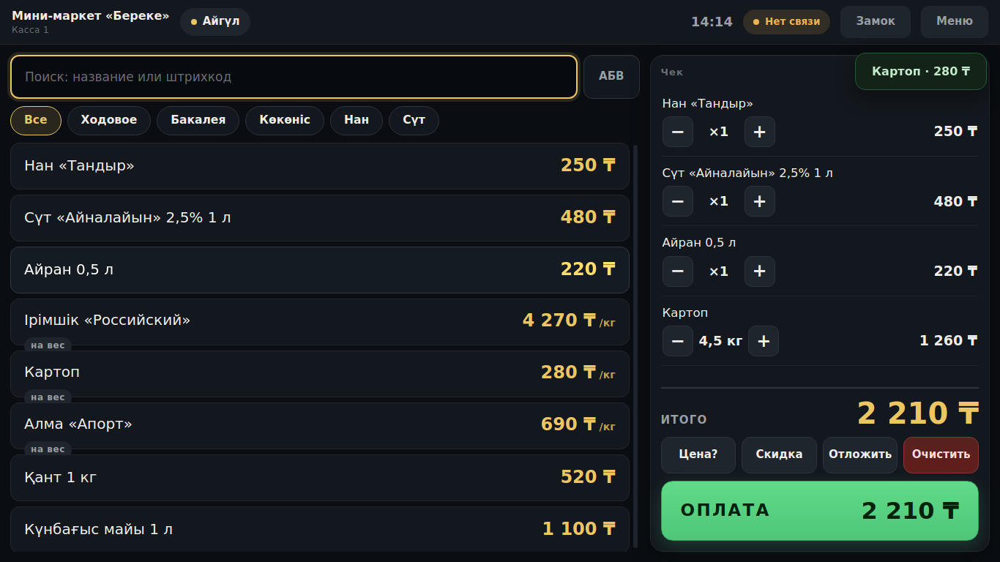 Мини-маркет «Береке»
Касса 1
Айгүл
14:14
Нет связи
Замок
Меню
Поиск: название или штрихкод
АБВ
Все
Ходовое
Бакалея
Көкөніс
Нан
Сүт
Нан «Тандыр»
250 ₸
Сүт «Айналайын» 2,5% 1 л
480 ₸
Айран 0,5 л
220 ₸
Ірімшік «Российский»
4 270 ₸ /кг
на вес
Картоп
280 ₸ /кг
на вес
Алма «Апорт»
690 ₸ /кг
на вес
Қант 1 кг
520 ₸
Күнбағыс майы 1 л
1 100 ₸
Чек
Картоп · 280 ₸
Нан «Тандыр»
− ×1 + 250 ₸
Сүт «Айналайын» 2,5% 1 л
− ×1 + 480 ₸
Айран 0,5 л
− ×1 + 220 ₸
Картоп
− 4,5 кг + 1 260 ₸
ИТОГО
2 210 ₸
Цена?
Скидка
Отложить
Очистить
ОПЛАТА
2 210 ₸